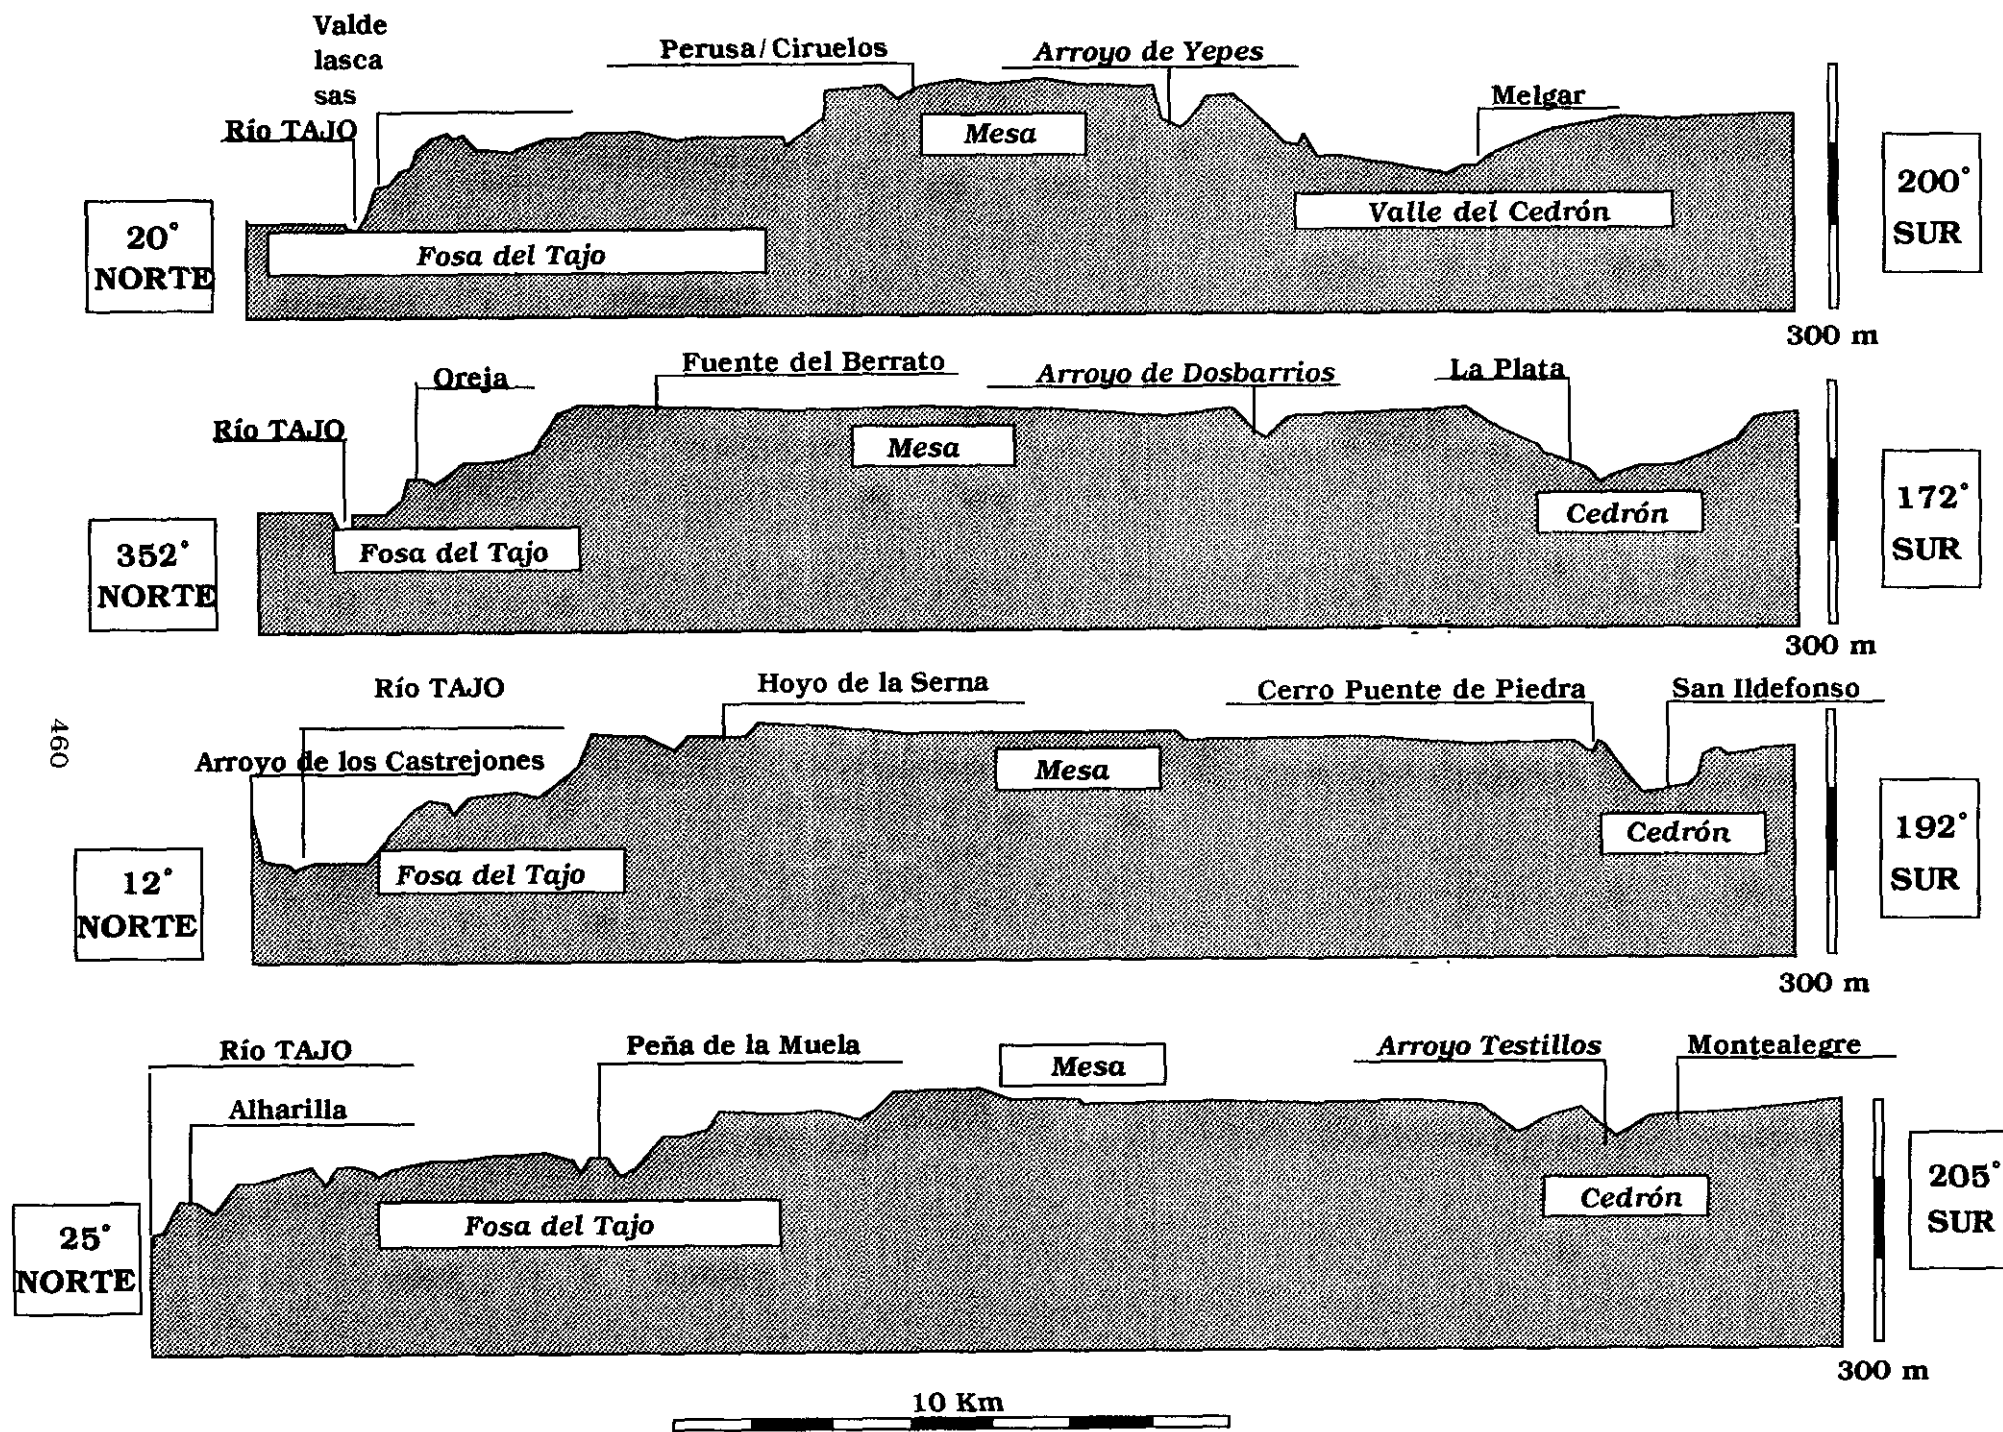 Valde
lasca
sas
Perusa/Ciruelos
Arroyo de Yepes
Melgar
Río TAJO
Mesa
200°
SUR
Valle del Cedrón
20°
NORTE
Fosa del Tajo
300 m
Oreja
Fuente del Berrato
Arroyo de Dosbarrios
La Plata
Río TAJO
Mesa
172°
SUR
Cedrón
352°
NORTE
Fosa del Tajo
300 m
Río TAJO
Hoyo de la Serna
Cerro Puente de Piedra
San Ildefonso
460
Arroyo de los Castrejones
Mesa
192°
SUR
Cedrón
12°
NORTE
Fosa del Tajo
300 m
Río TAJO
Peña de la Muela
Mesa
Arroyo Testillos
Montealegre
Alharilla
205°
SUR
Cedrón
25°
NORTE
Fosa del Tajo
300 m
10 Km